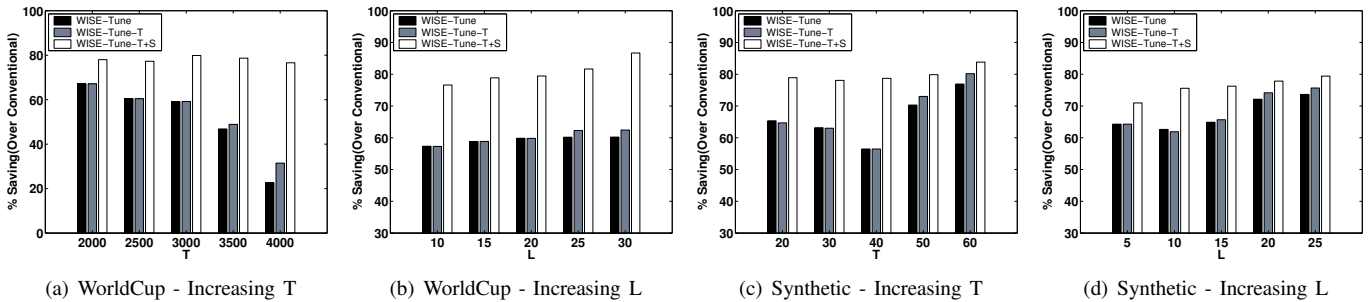 % Saving(Over Conventional)
100
80
60
40
20
0
WISE-Tune
WISE-Tune-T
WISE-Tune-T+S
2000 2500 3000 3500 4000
T
(a) WorldCup - Increasing T
% Saving(Over Conventional)
100
90
80
70
60
50
40
30
WISE-Tune
WISE-Tune-T
WISE-Tune-T+S
10 15 20 25 30
L
(b) WorldCup - Increasing L
% Saving(Over Conventional)
100
90
80
70
60
50
40
30
WISE-Tune
WISE-Tune-T
WISE-Tune-T+S
20 30 40 50 60
T
(c) Synthetic - Increasing T
% Saving(Over Conventional)
100
90
80
70
60
50
40
30
WISE-Tune
WISE-Tune-T
WISE-Tune-T+S
5 10 15 20 25
L
(d) Synthetic - Increasing L